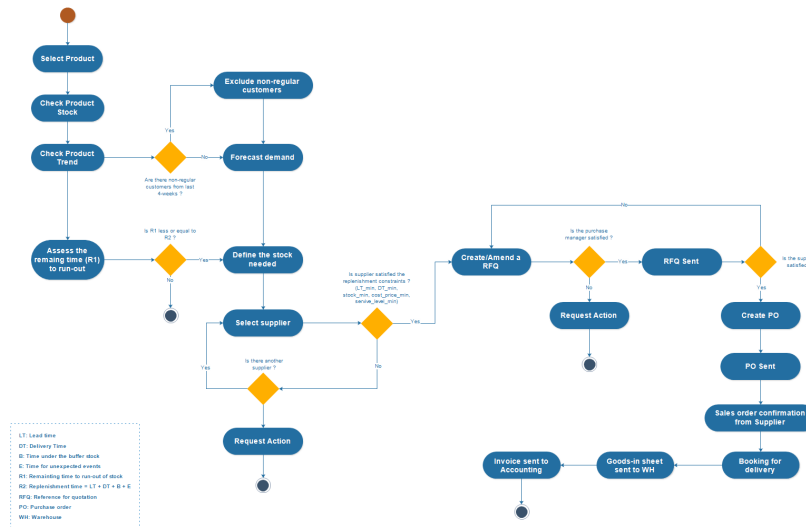 Select Product
Check Product
Stock
Check Product
Trend
Assess the
remaing time (R1)
to run-out
Exclude non-regular
customers
Yes
No
Are there non-regular
customers from last
4-weeks ?
Forecast demand
Is R1 less or equal to
R2 ?
Yes
No
Define the stock
needed
Select supplier
Is supplier satisfied the
replenishment constraints ?
(LT_min, DT_min,
stock_min, cost_price_min,
servive_level_min)
Yes
No
Is there another
supplier ?
Yes
Request Action
Create/Amend a
RFQ
Is the purchase
manager satisfied ?
Yes
No
Request Action
RFQ Sent
No
Is the sup
satisfied
Yes
Create PO
PO Sent
Sales order confirmation
from Supplier
Booking for
delivery
Goods-in sheet
sent to WH
Invoice sent to
Accounting
LT: Lead time
DT: Delivery Time
B: Time under the buffer stock
E: Time for unexpected events
R1: Remainting time to run-out of stock
R2: Replenishment time = LT + DT + B + E
RFQ: Reference for quotation
PO: Purchase order
WH: Warehouse